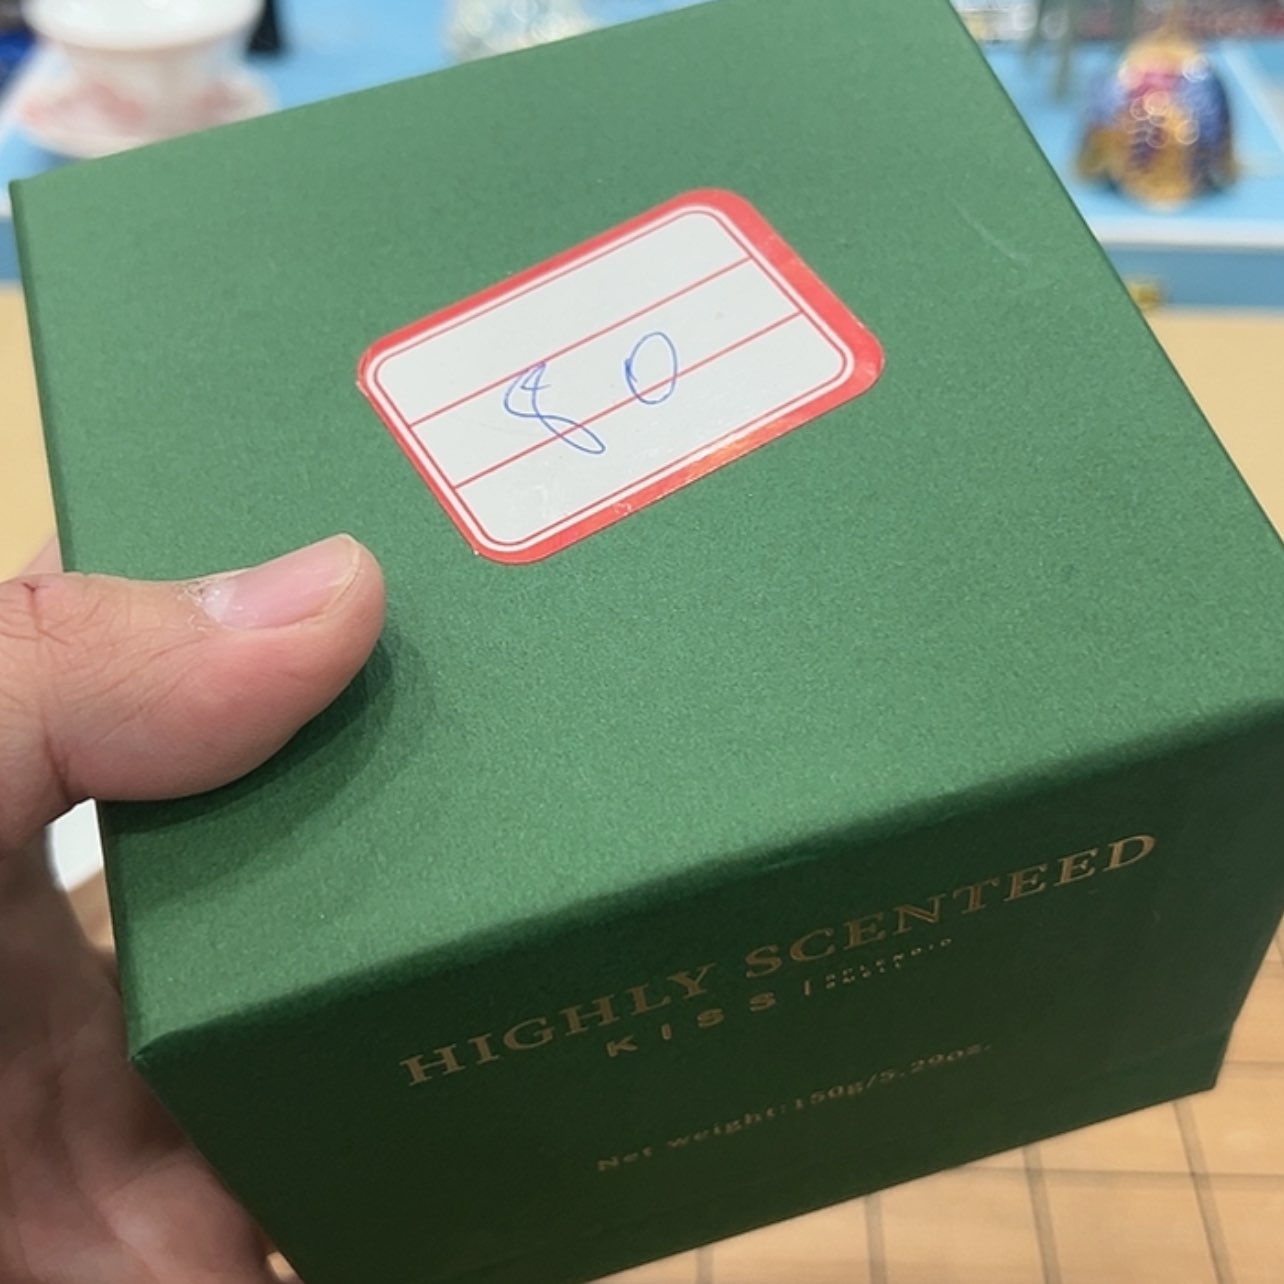 80
HIGHLY SCENTEED
KISS
Net weight:150g/5.29oz.